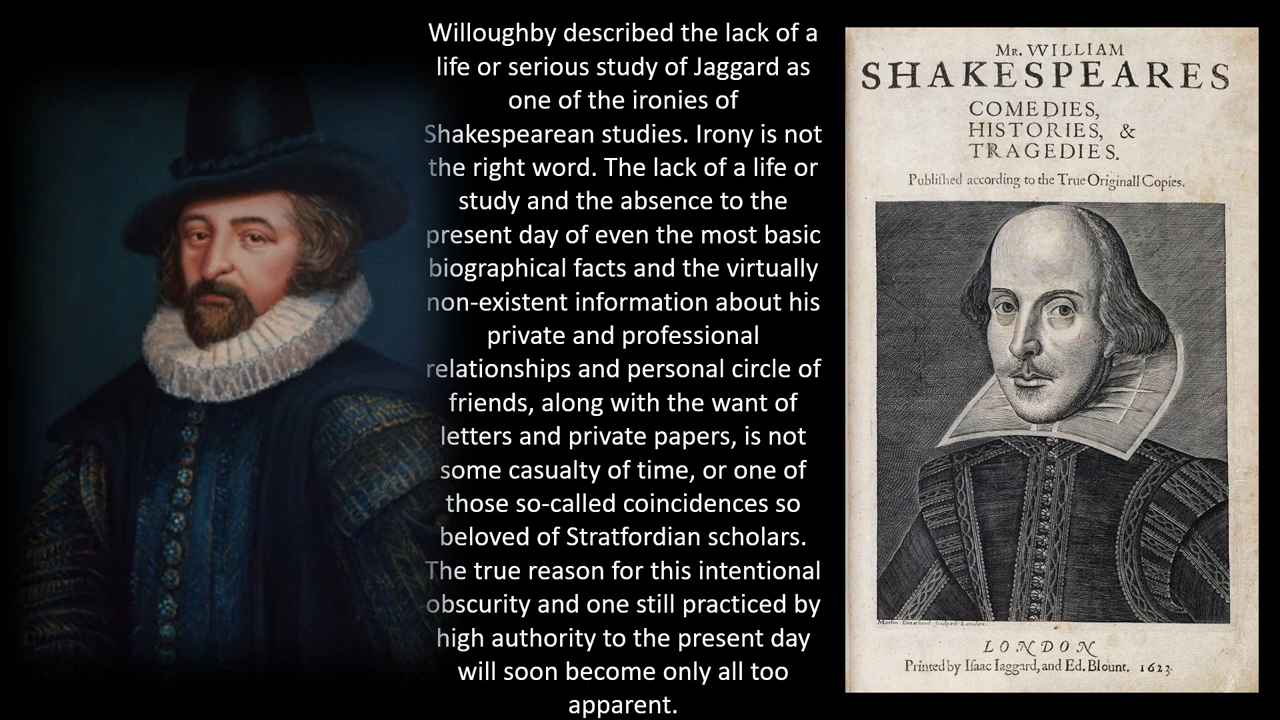 Willoughby described the lack of a
life or serious study of Jaggard as
one of the ironies of
Shakespearean studies. Irony is not
the right word. The lack of a life or
study and the absence to the
present day of even the most basic
biographical facts and the virtually
non-existent information about his
private and professional
relationships and personal circle of
friends, along with the want of
letters and private papers, is not
some casualty of time, or one of
those so-called coincidences so
beloved of Stratfordian scholars.
The true reason for this intentional
obscurity and one still practiced by
high authority to the present day
will soon become only all too
apparent.
MR. WILLIAM
SHAKESPEARES
COMEDIES,
HISTORIES, &
TRAGEDIES.
Publiſhed according to the True Originall Copies.
Martin Droeshout ſculpsit London.
LONDON
Printed by Iſaac Iaggard, and Ed. Blount. 1623.